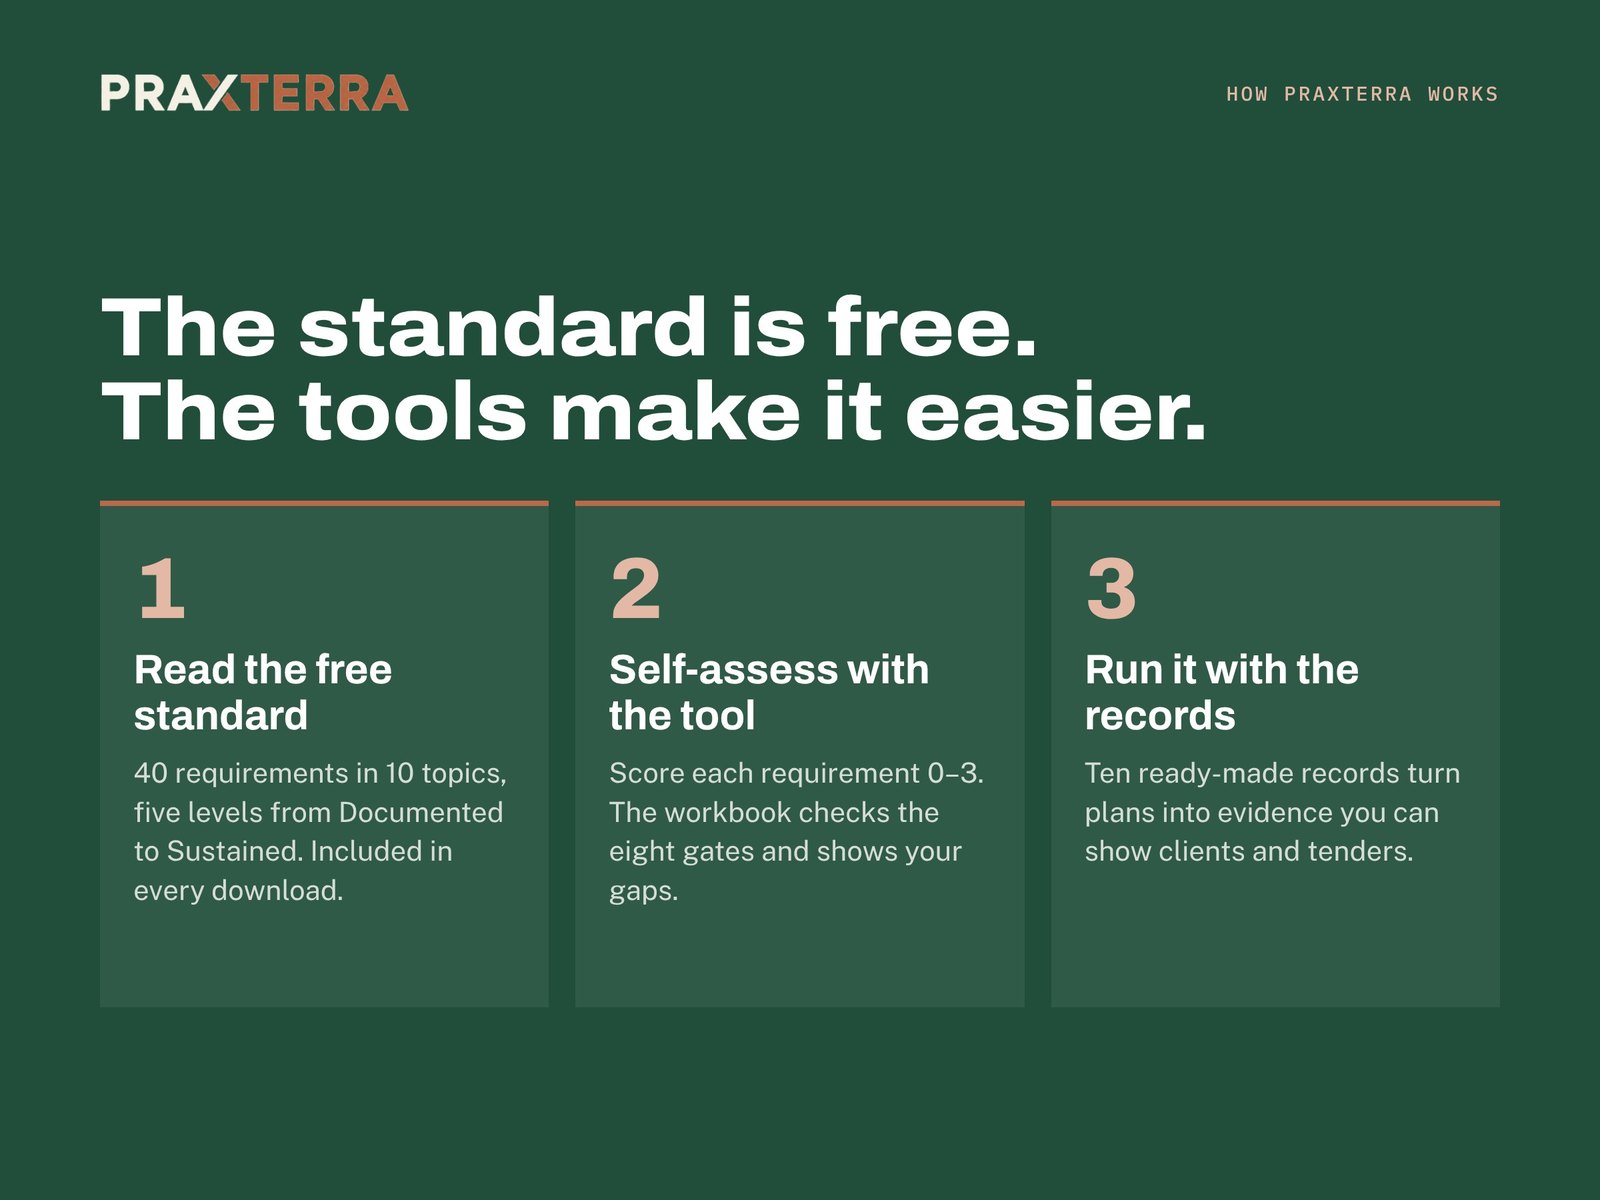 PRAXTERRA
HOW PRAXTERRA WORKS
The standard is free.
The tools make it easier.
1
Read the free
standard
40 requirements in 10 topics,
five levels from Documented
to Sustained. Included in
every download.
2
Self-assess with
the tool
Score each requirement 0–3.
The workbook checks the
eight gates and shows your
gaps.
3
Run it with the
records
Ten ready-made records turn
plans into evidence you can
show clients and tenders.